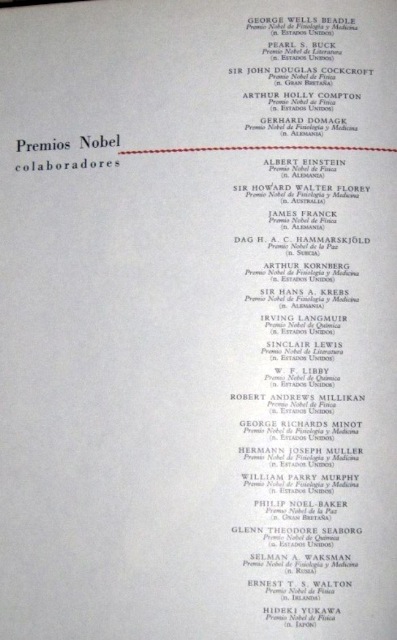 GEORGE WELLS BEADLE
Premio Nobel de Fisiología y Medicina
(n. ESTADOS UNIDOS)
PEARL S. BUCK
Premio Nobel de Literatura
(n. ESTADOS UNIDOS)
SIR JOHN DOUGLAS COCKCROFT
Premio Nobel de Física
(n. GRAN BRETAÑA)
ARTHUR HOLLY COMPTON
Premio Nobel de Física
(n. ESTADOS UNIDOS)
GERHARD DOMAGK
Premio Nobel de Fisiología y Medicina
(n. ALEMANIA)
Premios Nobel
colaboradores
ALBERT EINSTEIN
Premio Nobel de Física
(n. ALEMANIA)
SIR HOWARD WALTER FLOREY
Premio Nobel de Fisiología y Medicina
(n. AUSTRALIA)
JAMES FRANCK
Premio Nobel de Física
(n. ALEMANIA)
DAG H. A. C. HAMMARSKJÖLD
Premio Nobel de la Paz
(n. SUECIA)
ARTHUR KORNBERG
Premio Nobel de Fisiología y Medicina
(n. ESTADOS UNIDOS)
SIR HANS A. KREBS
Premio Nobel de Fisiología y Medicina
(n. ALEMANIA)
IRVING LANGMUIR
Premio Nobel de Química
(n. ESTADOS UNIDOS)
SINCLAIR LEWIS
Premio Nobel de Literatura
(n. ESTADOS UNIDOS)
W. F. LIBBY
Premio Nobel de Química
(n. ESTADOS UNIDOS)
ROBERT ANDREWS MILLIKAN
Premio Nobel de Física
(n. ESTADOS UNIDOS)
GEORGE RICHARDS MINOT
Premio Nobel de Fisiología y Medicina
(n. ESTADOS UNIDOS)
HERMANN JOSEPH MULLER
Premio Nobel de Fisiología y Medicina
(n. ESTADOS UNIDOS)
WILLIAM PARRY MURPHY
Premio Nobel de Fisiología y Medicina
(n. ESTADOS UNIDOS)
PHILIP NOEL-BAKER
Premio Nobel de la Paz
(n. GRAN BRETAÑA)
GLENN THEODORE SEABORG
Premio Nobel de Química
(n. ESTADOS UNIDOS)
SELMAN A. WAKSMAN
Premio Nobel de Fisiología y Medicina
(n. RUSIA)
ERNEST T. S. WALTON
Premio Nobel de Física
(n. IRLANDA)
HIDEKI YUKAWA
Premio Nobel de Física
(n. JAPÓN)